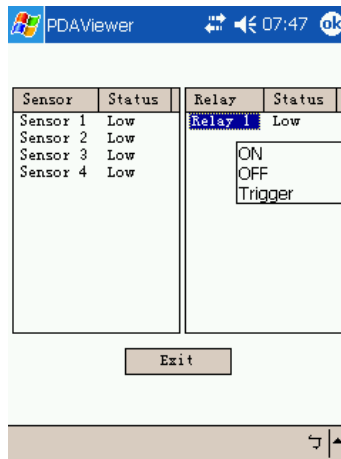 PDAViewer 07:47 ok
Sensor Status Relay Status
Sensor 1 Low Relay 1 Low
Sensor 2 Low
Sensor 3 Low ON
Sensor 4 Low OFF
Trigger
Exit